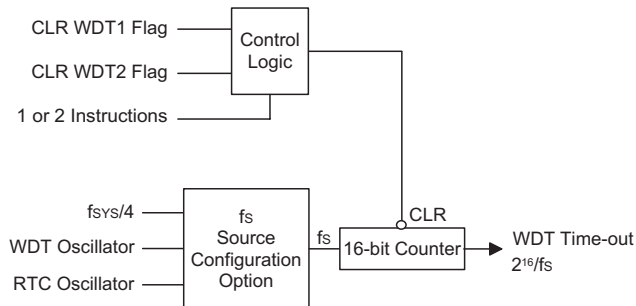 CLR WDT1 Flag
CLR WDT2 Flag
1 or 2 Instructions
Control
Logic
fSYS/4
WDT Oscillator
RTC Oscillator
fS
Source
Configuration
Option
fS
CLR
16-bit Counter
WDT Time-out
2¹⁶/fS